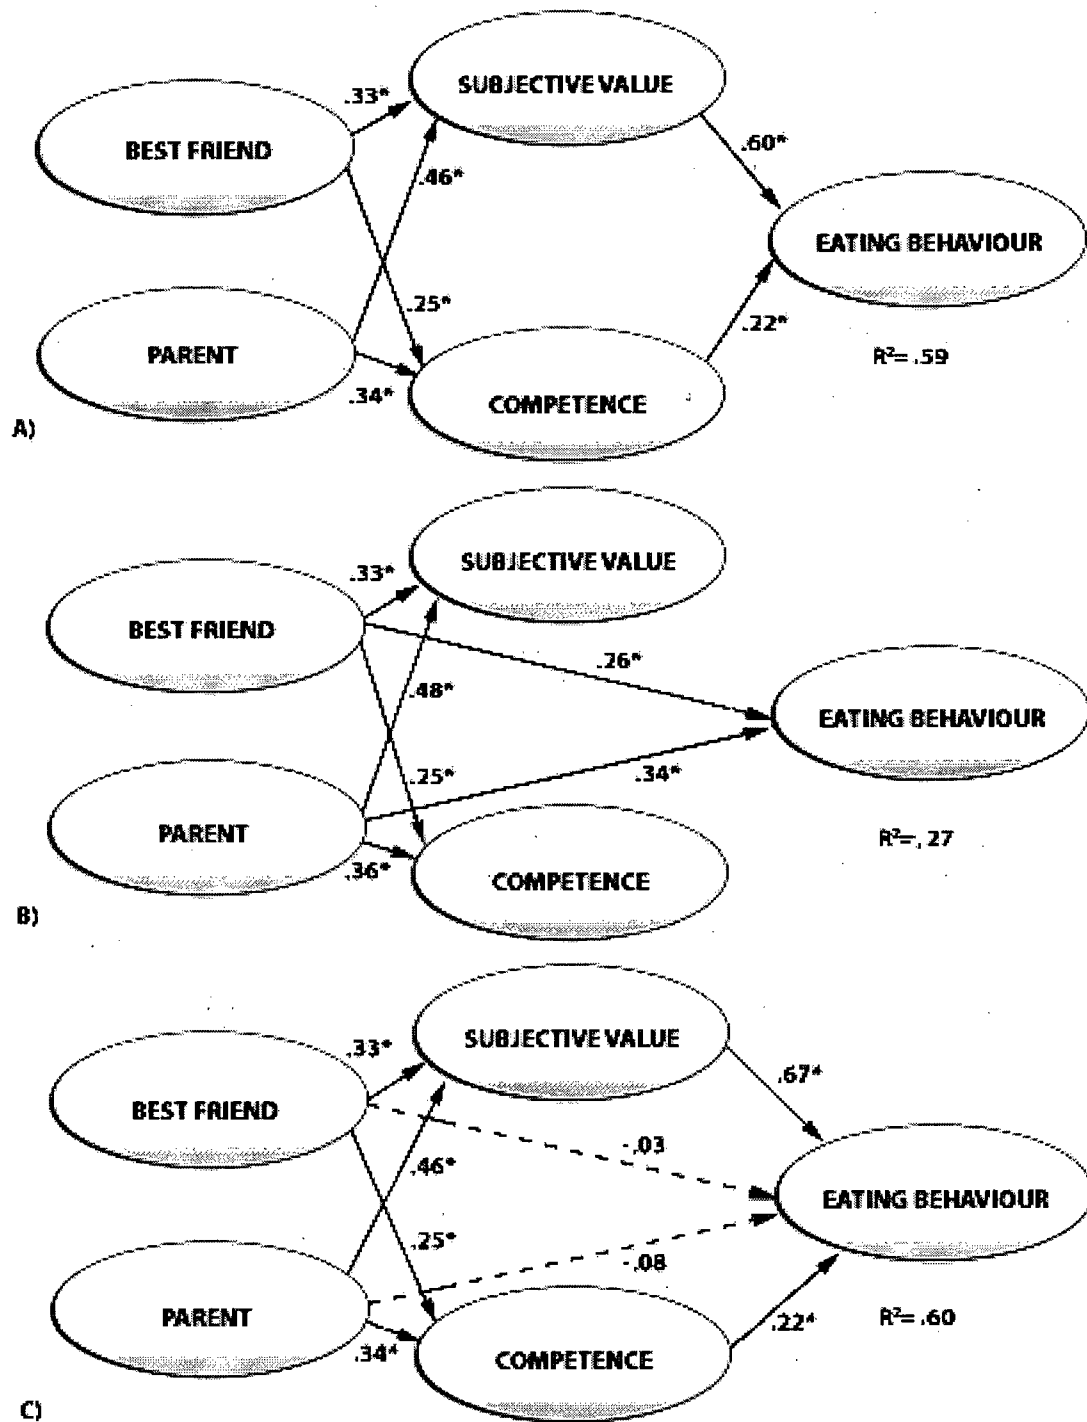 SUBJECTIVE VALUE
.33*
BEST FRIEND
.60*
.46*
EATING BEHAVIOUR
.25*
.22*
PARENT
R²= .59
.34*
COMPETENCE
A)
SUBJECTIVE VALUE
.33*
BEST FRIEND
.26*
.48*
EATING BEHAVIOUR
.25*
.34*
PARENT
R²= . 27
.36*
COMPETENCE
B)
SUBJECTIVE VALUE
.33*
.67*
BEST FRIEND
-.03
.46*
EATING BEHAVIOUR
.25*
-.08
PARENT
.22*
R²= .60
.34*
COMPETENCE
C)